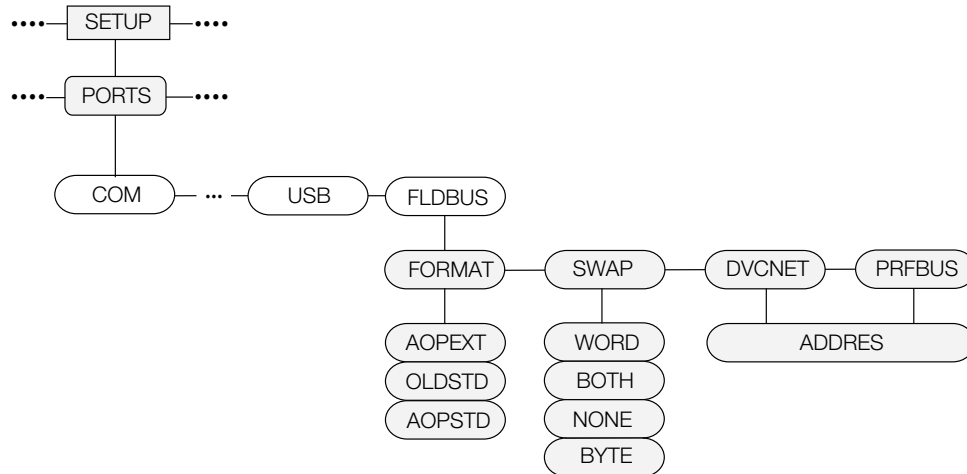 SETUP
PORTS
COM ... USB FLDBUS
FORMAT SWAP DVCNET PRFBUS
AOPEXT WORD ADDRES
OLDSTD BOTH
AOPSTD NONE
BYTE